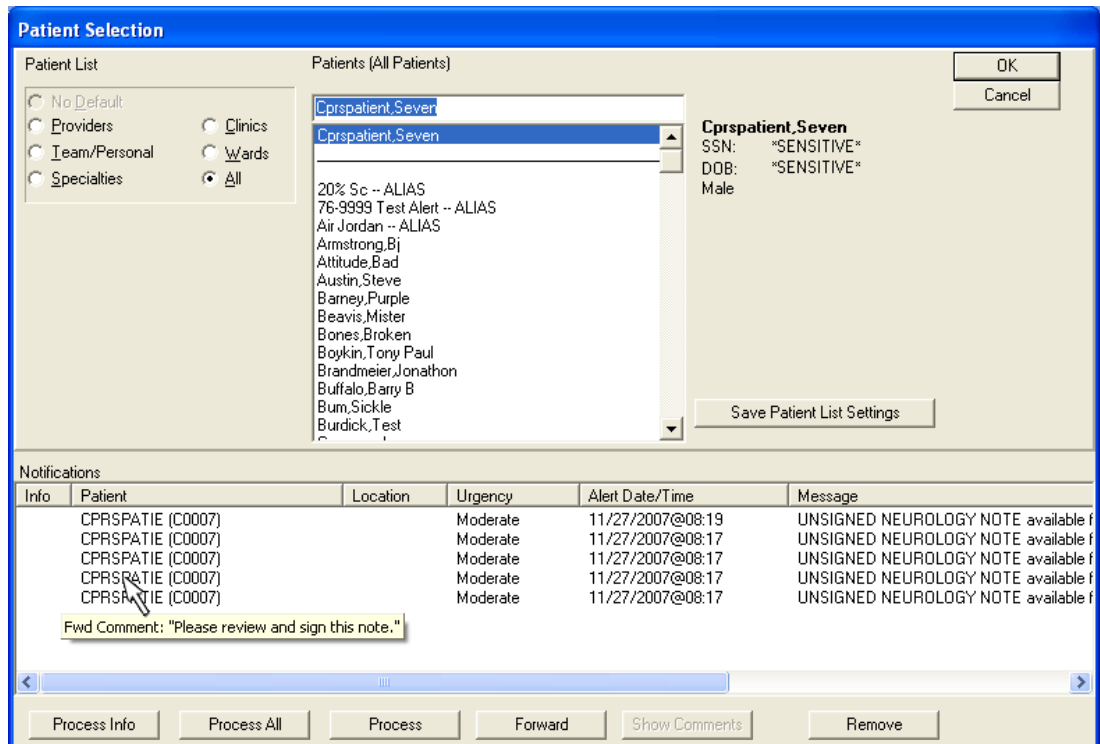 Patient Selection
Patient List
No Default
Providers
Clinics
Team/Personal
Wards
Specialties
All
Patients (All Patients)
Cprspatient,Seven
Cprspatient,Seven
20% Sc -- ALIAS
76-9999 Test Alert -- ALIAS
Air Jordan -- ALIAS
Armstrong,Bj
Attitude,Bad
Austin,Steve
Barney,Purple
Beavis,Mister
Bones,Broken
Boykin,Tony Paul
Brandmeier,Jonathon
Buffalo,Barry B
Bum,Sickle
Burdick,Test
OK
Cancel
Cprspatient,Seven
SSN: *SENSITIVE*
DOB: *SENSITIVE*
Male
Save Patient List Settings
Notifications
Info Patient Location Urgency Alert Date/Time Message
CPRSPATIE (C0007) Moderate 11/27/2007@08:19 UNSIGNED NEUROLOGY NOTE available f
CPRSPATIE (C0007) Moderate 11/27/2007@08:17 UNSIGNED NEUROLOGY NOTE available f
CPRSPATIE (C0007) Moderate 11/27/2007@08:17 UNSIGNED NEUROLOGY NOTE available f
CPRSPATIE (C0007) Moderate 11/27/2007@08:17 UNSIGNED NEUROLOGY NOTE available f
CPRSPATIE (C0007) Moderate 11/27/2007@08:17 UNSIGNED NEUROLOGY NOTE available f
Fwd Comment: "Please review and sign this note."
Process Info Process All Process Forward Show Comments Remove